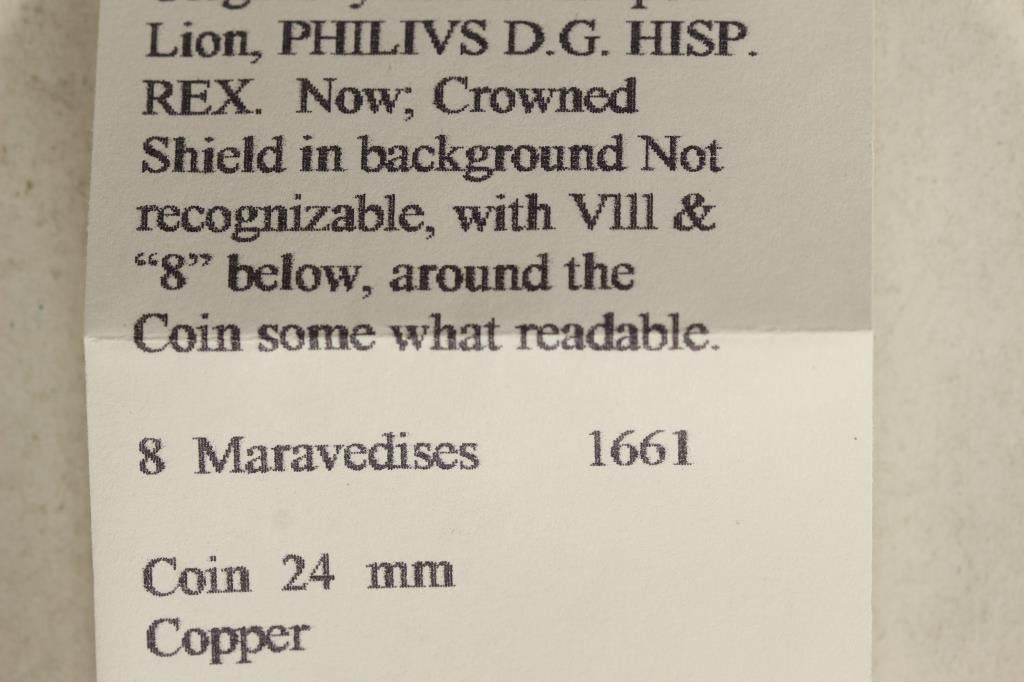 Lion, PHILIVS D.G. HISP.
REX. Now; Crowned
Shield in background Not
recognizable, with Vlll &
“8” below, around the
Coin some what readable.
8 Maravedises 1661
Coin 24 mm
Copper